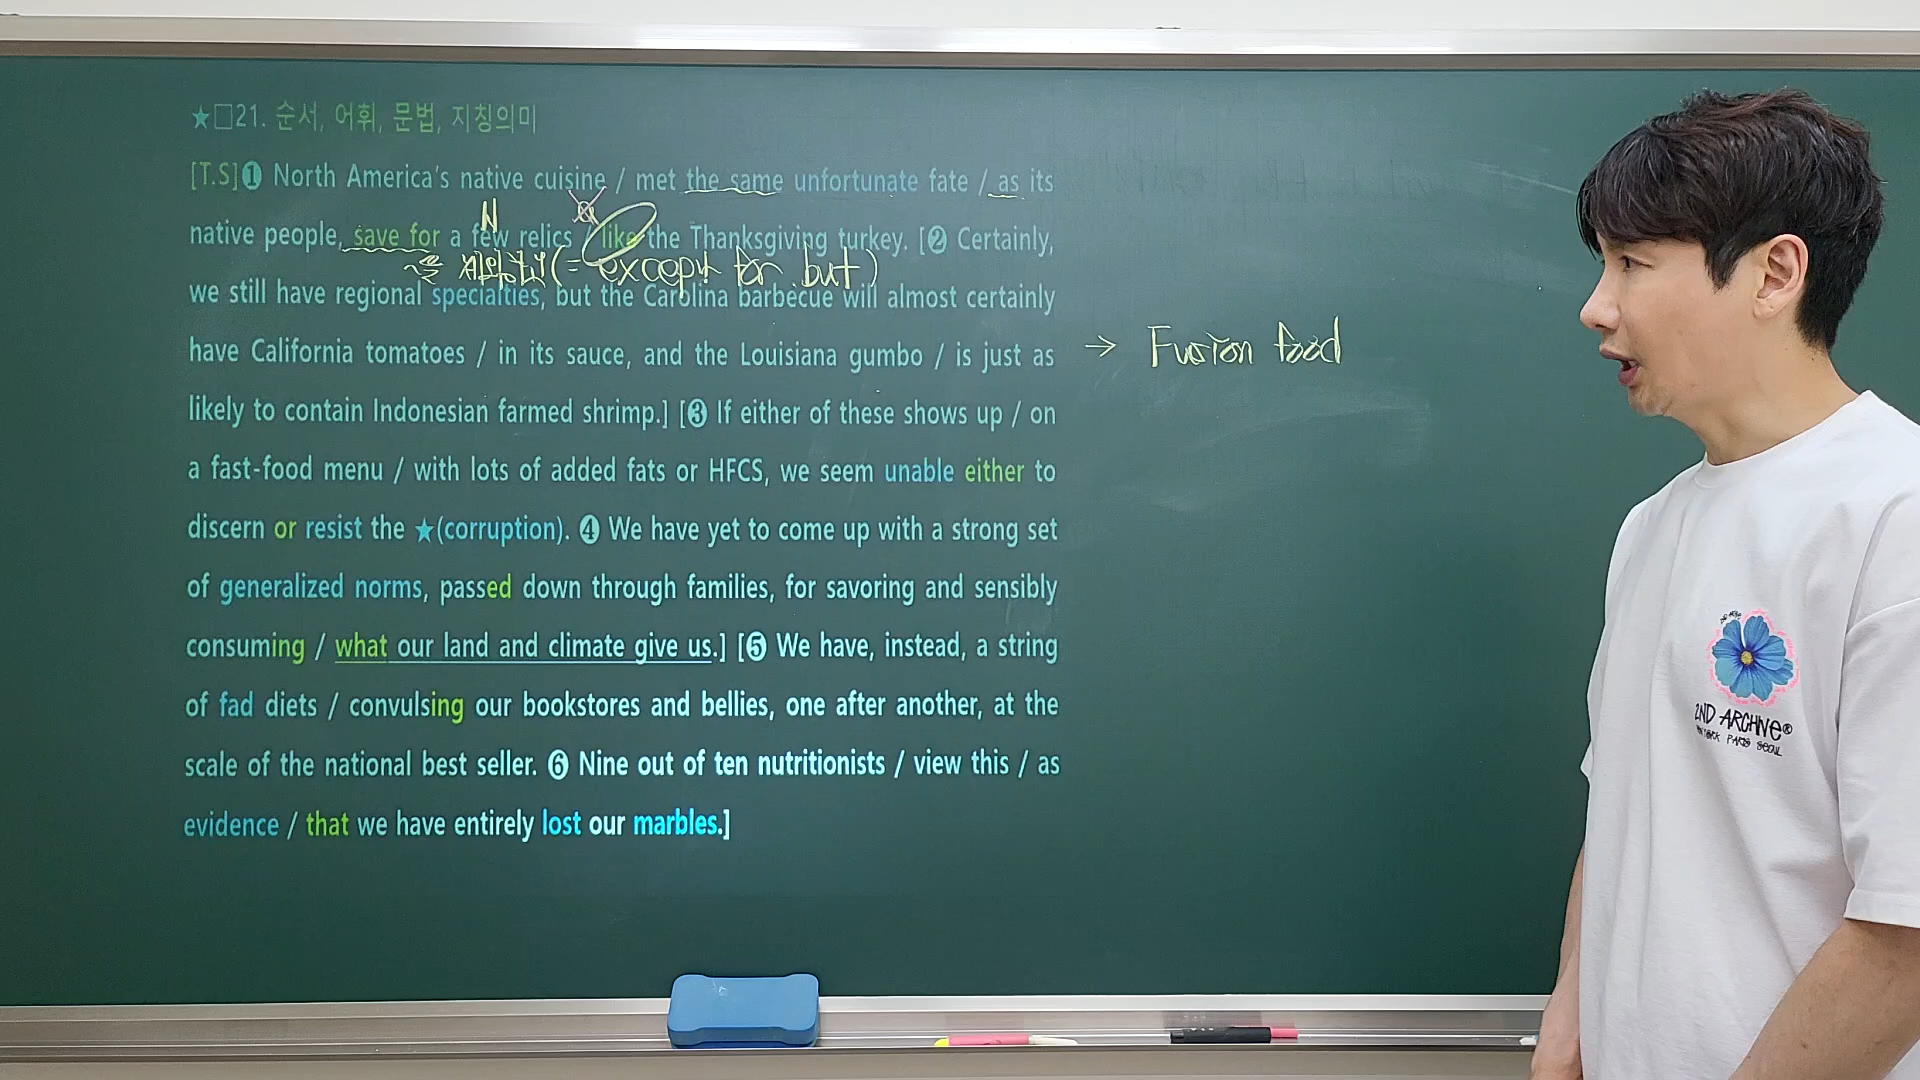 ★□21. 순서, 어휘, 문법, 지칭의미
[T.S]❶ North America's native cuisine / met the same unfortunate fate / as its
N
native people, save for a few relics / like the Thanksgiving turkey. [❷ Certainly,
(= except for, but)
we still have regional specialties, but the Carolina barbecue will almost certainly
have California tomatoes / in its sauce, and the Louisiana gumbo / is just as
→ Fusion food
likely to contain Indonesian farmed shrimp.] [❸ If either of these shows up / on
a fast-food menu / with lots of added fats or HFCS, we seem unable either to
discern or resist the ★(corruption). ❹ We have yet to come up with a strong set
of generalized norms, passed down through families, for savoring and sensibly
consuming / what our land and climate give us.] [❺ We have, instead, a string
of fad diets / convulsing our bookstores and bellies, one after another, at the
scale of the national best seller. ❻ Nine out of ten nutritionists / view this / as
evidence / that we have entirely lost our marbles.]
2ND ARCHIVE®
NEW YORK PARIS SEOUL